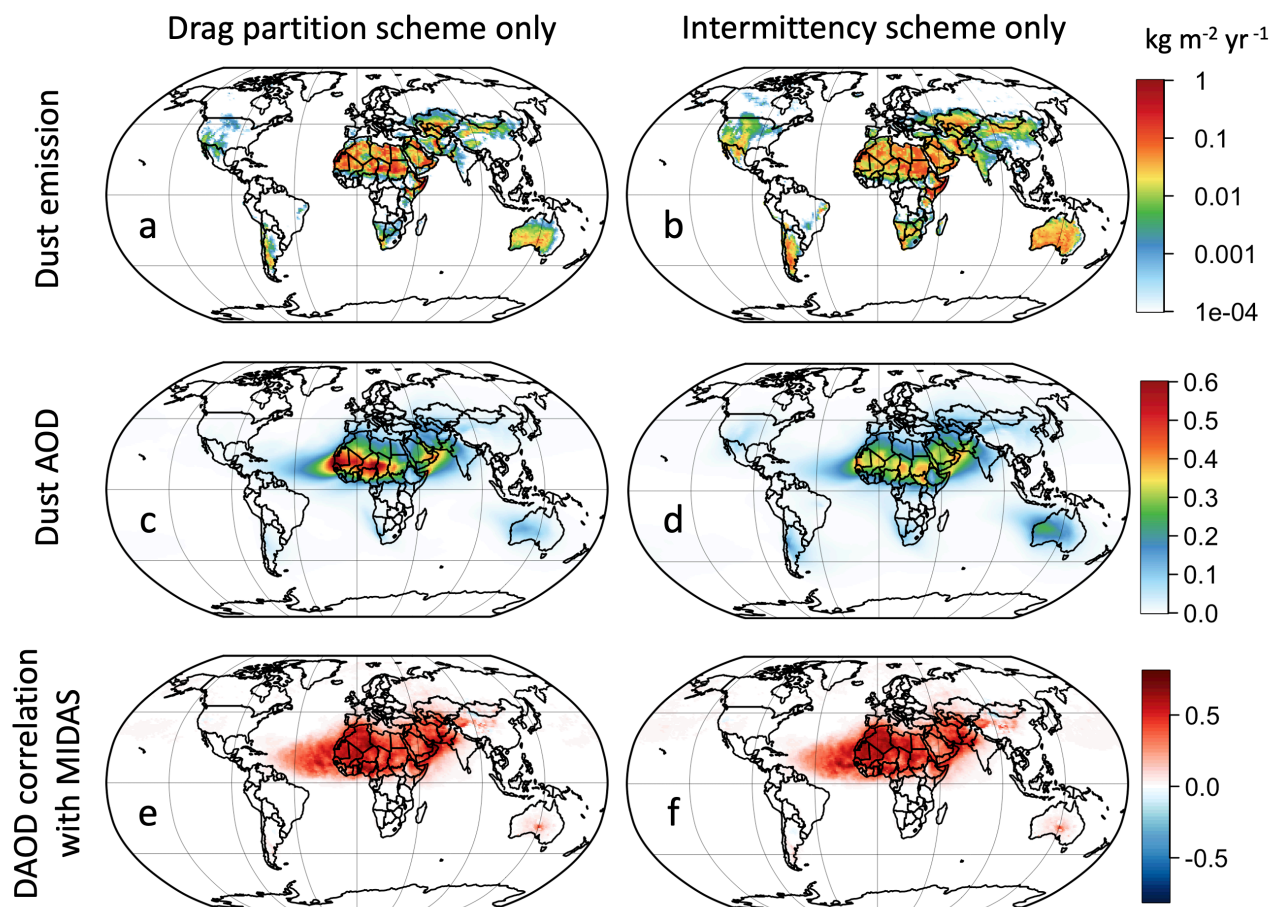 Drag partition scheme only
Intermittency scheme only
kg m⁻² yr⁻¹
Dust emission
a
b
1
0.1
0.01
0.001
1e-04
Dust AOD
c
d
0.6
0.5
0.4
0.3
0.2
0.1
0.0
DAOD correlation
with MIDAS
e
f
0.5
0.0
-0.5